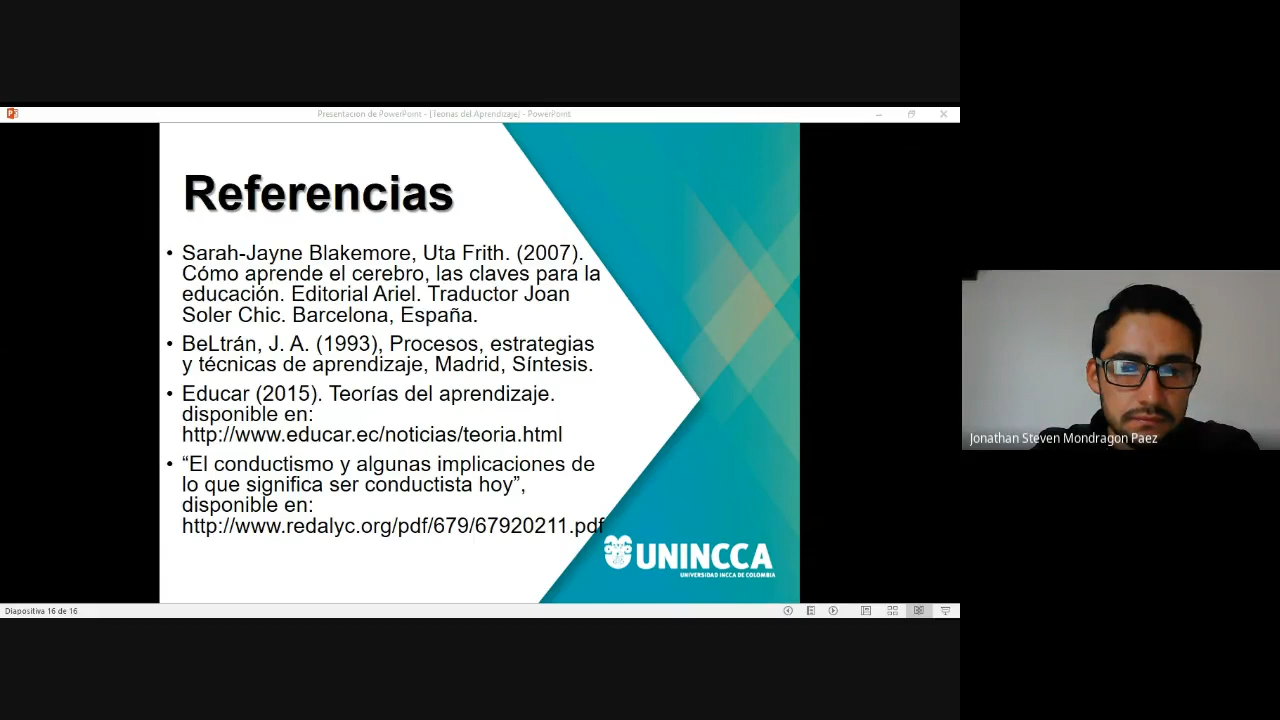 Presentacion de PowerPoint - [Teorias del Aprendizaje] - PowerPoint
Referencias
• Sarah-Jayne Blakemore, Uta Frith. (2007).
Cómo aprende el cerebro, las claves para la
educación. Editorial Ariel. Traductor Joan
Soler Chic. Barcelona, España.
• BeLtrán, J. A. (1993), Procesos, estrategias
y técnicas de aprendizaje, Madrid, Síntesis.
• Educar (2015). Teorías del aprendizaje.
disponible en:
http://www.educar.ec/noticias/teoria.html
• “El conductismo y algunas implicaciones de
lo que significa ser conductista hoy”,
disponible en:
http://www.redalyc.org/pdf/679/67920211.pdf
UNINCCA
UNIVERSIDAD INCCA DE COLOMBIA
Diapositiva 16 de 16
Jonathan Steven Mondragon Paez